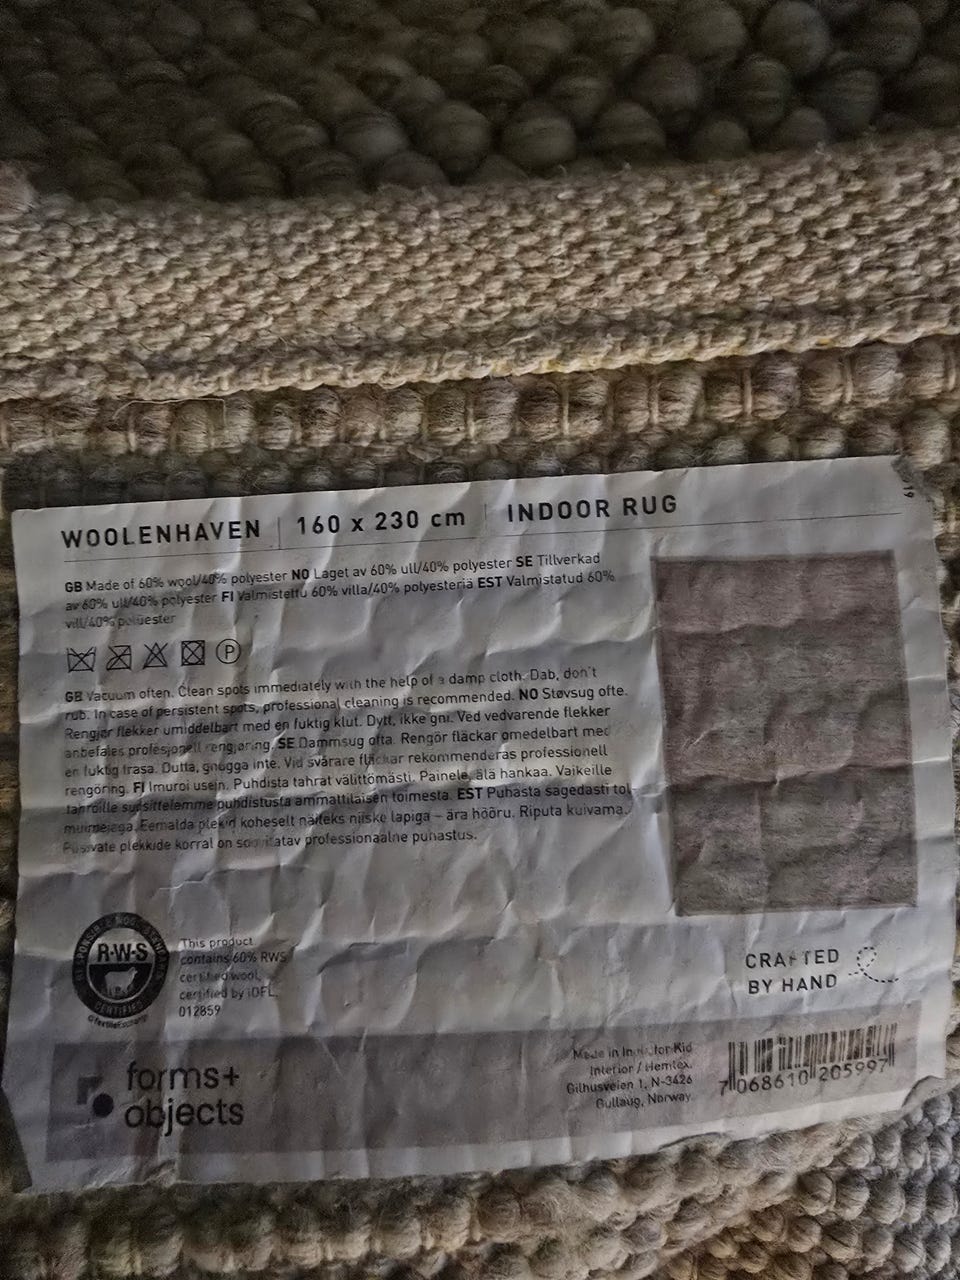 WOOLENHAVEN | 160 x 230 cm | INDOOR RUG
GB Made of 60% wool/40% polyester NO Laget av 60% ull/40% polyester SE Tillverkad
av 60% ull/40% polyester FI Valmistettu 60% villa/40% polyesteriä EST Valmistatud 60%
vill/40% polüester
P
GB Vacuum often. Clean spots immediately with the help of a damp cloth. Dab, don't
rub. In case of persistent spots, professional cleaning is recommended. NO Støvsug ofte.
Rengjør flekker umiddelbart med en fuktig klut. Dytt, ikke gni. Ved vedvarende flekker
anbefales profesjonell rengjøring. SE Dammsug ofta. Rengör fläckar omedelbart med
en fuktig trasa. Dutta, gnugga inte. Vid svårare fläckar rekommenderas professionell
rengöring. FI Imuroi usein. Puhdista tahrat välittömästi. Painele, älä hankaa. Vaikeille
tahroille suosittelemme puhdistusta ammattilaisen toimesta. EST Puhasta sagedasti tol-
muimejaga. Eemalda plekid koheselt näiteks niiske lapiga – ära hõõru. Riputa kuivama.
Püsivate plekkide korral on soovitatav professionaalne puhastus.
R·W·S
CERTIFIED
©TextileExchange
This product
contains 60% RWS
certified wool,
certified by IDFL,
012859
CRAFTED
BY HAND
forms+
objects
Made in for Kid
Interior / Hemtex.
Gilhusveien 1, N-3426
Gullaug, Norway
7 068610 205997